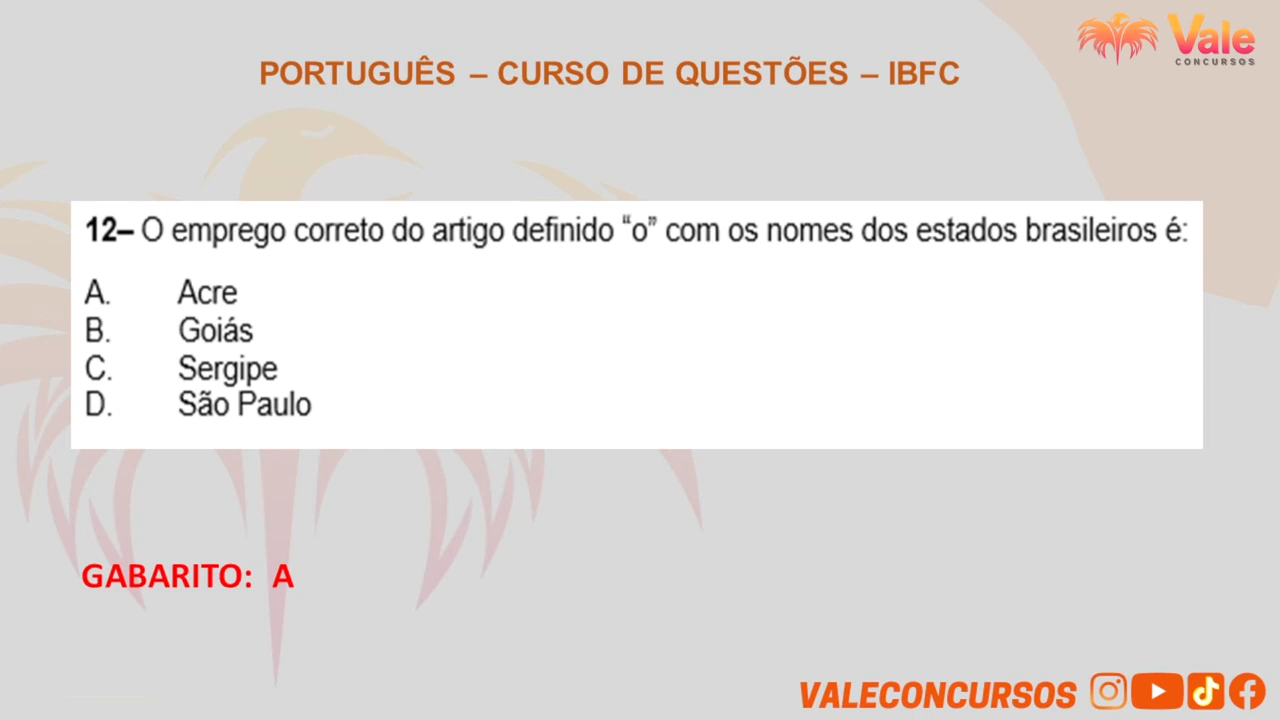 Vale
CONCURSOS
PORTUGUÊS – CURSO DE QUESTÕES – IBFC
12– O emprego correto do artigo definido “o” com os nomes dos estados brasileiros é:
A. Acre
B. Goiás
C. Sergipe
D. São Paulo
GABARITO: A
VALECONCURSOS